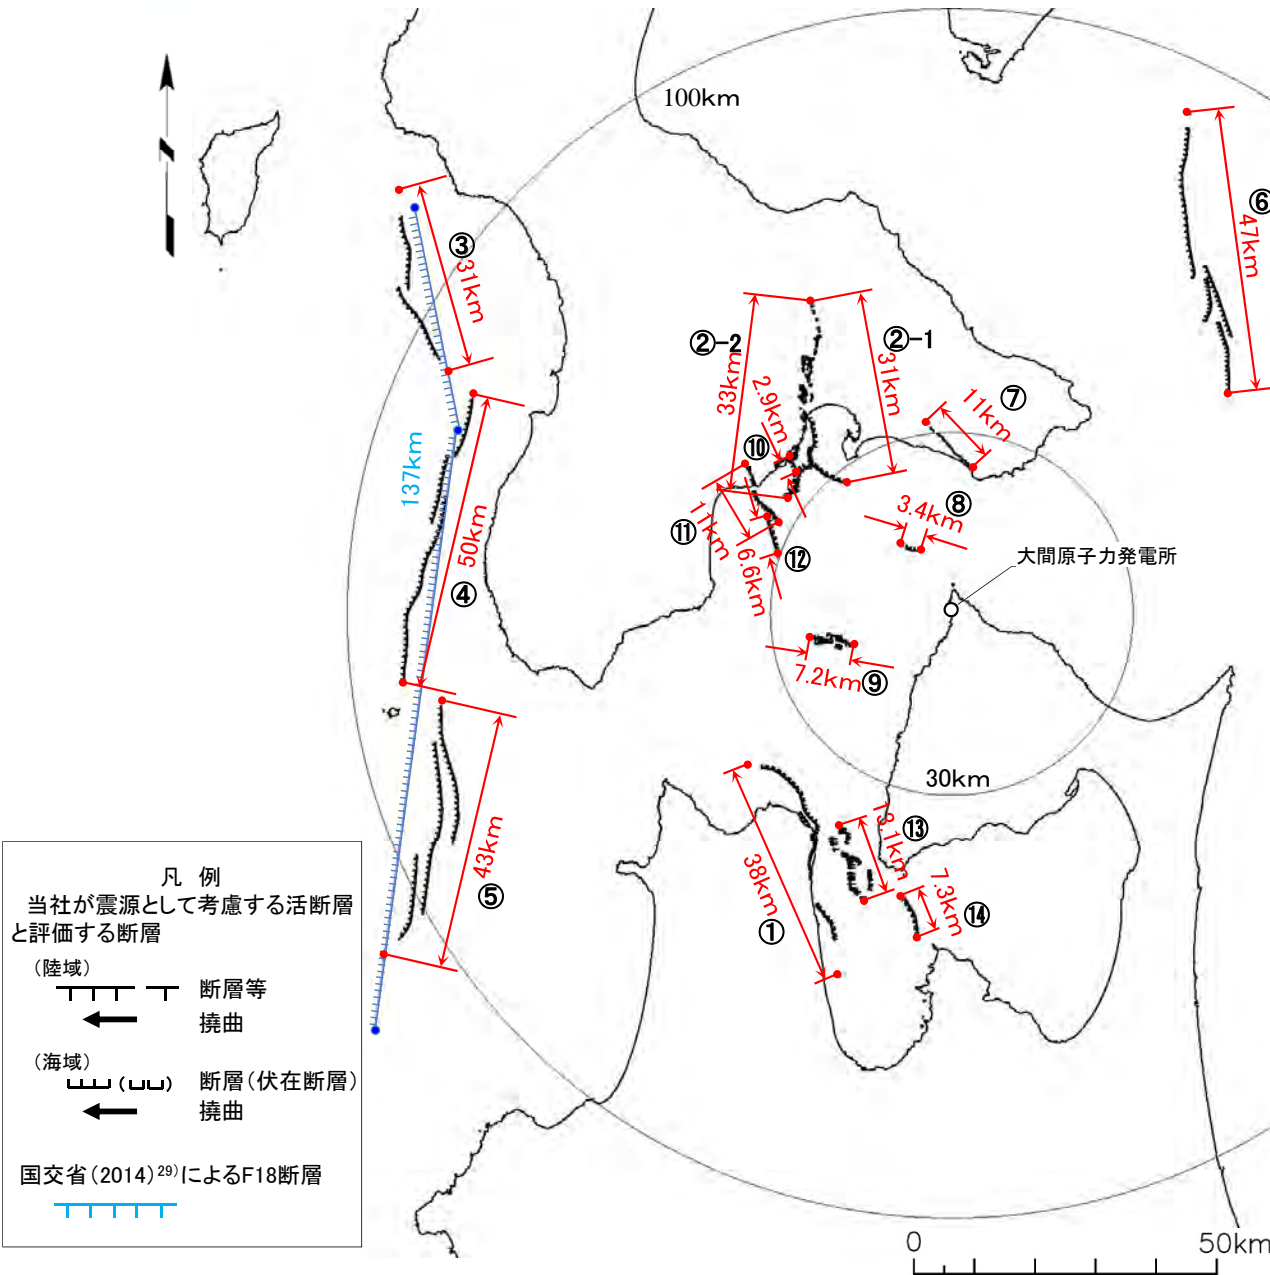 100km
③
31km
⑥
47km
②-2
②-1
33km
31km
2.9km
⑦
11km
⑩
137km
50km
④
⑪
11km
6.6km
⑫
⑧
3.4km
大間原子力発電所
7.2km
⑨
30km
43km
⑤
38km
①
13.1km
⑬
7.3km
⑭
凡 例
当社が震源として考慮する活断層
と評価する断層
(陸域)
断層等
撓曲
(海域)
( )
断層(伏在断層)
撓曲
国交省(2014)29)によるF18断層
0
50km
N